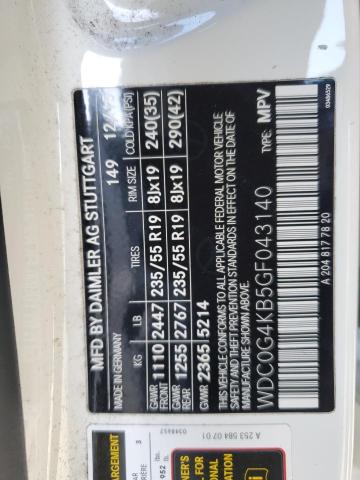 MFD BY DAIMLER AG STUTTGART
MADE IN GERMANY 149
KG LB TIRES RIM SIZE COLD KPA (PSI)
GAWR FRONT 1110 2447 235/55 R19 8Jx19 240(35)
GAWR REAR 1255 2767 235/55 R19 8Jx19 290(42)
GVWR 2365 5214
THIS VEHICLE CONFORMS TO ALL APPLICABLE FEDERAL MOTOR VEHICLE
SAFETY AND THEFT PREVENTION STANDARDS IN EFFECT ON THE DATE OF
MANUFACTURE SHOWN ABOVE.
WDC0G4KB5GF043140 TYPE: MPV
A 204 817 78 20
03486529
A 253 584 07 01